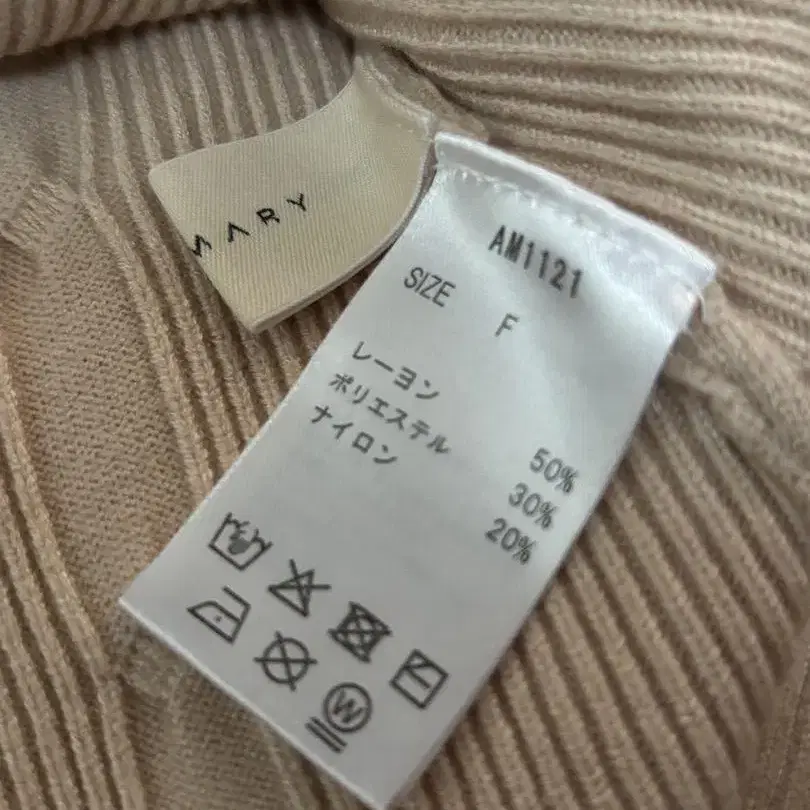 MARY
AM1121
SIZE F
レーヨン 50%
ポリエステル 30%
ナイロン 20%
W